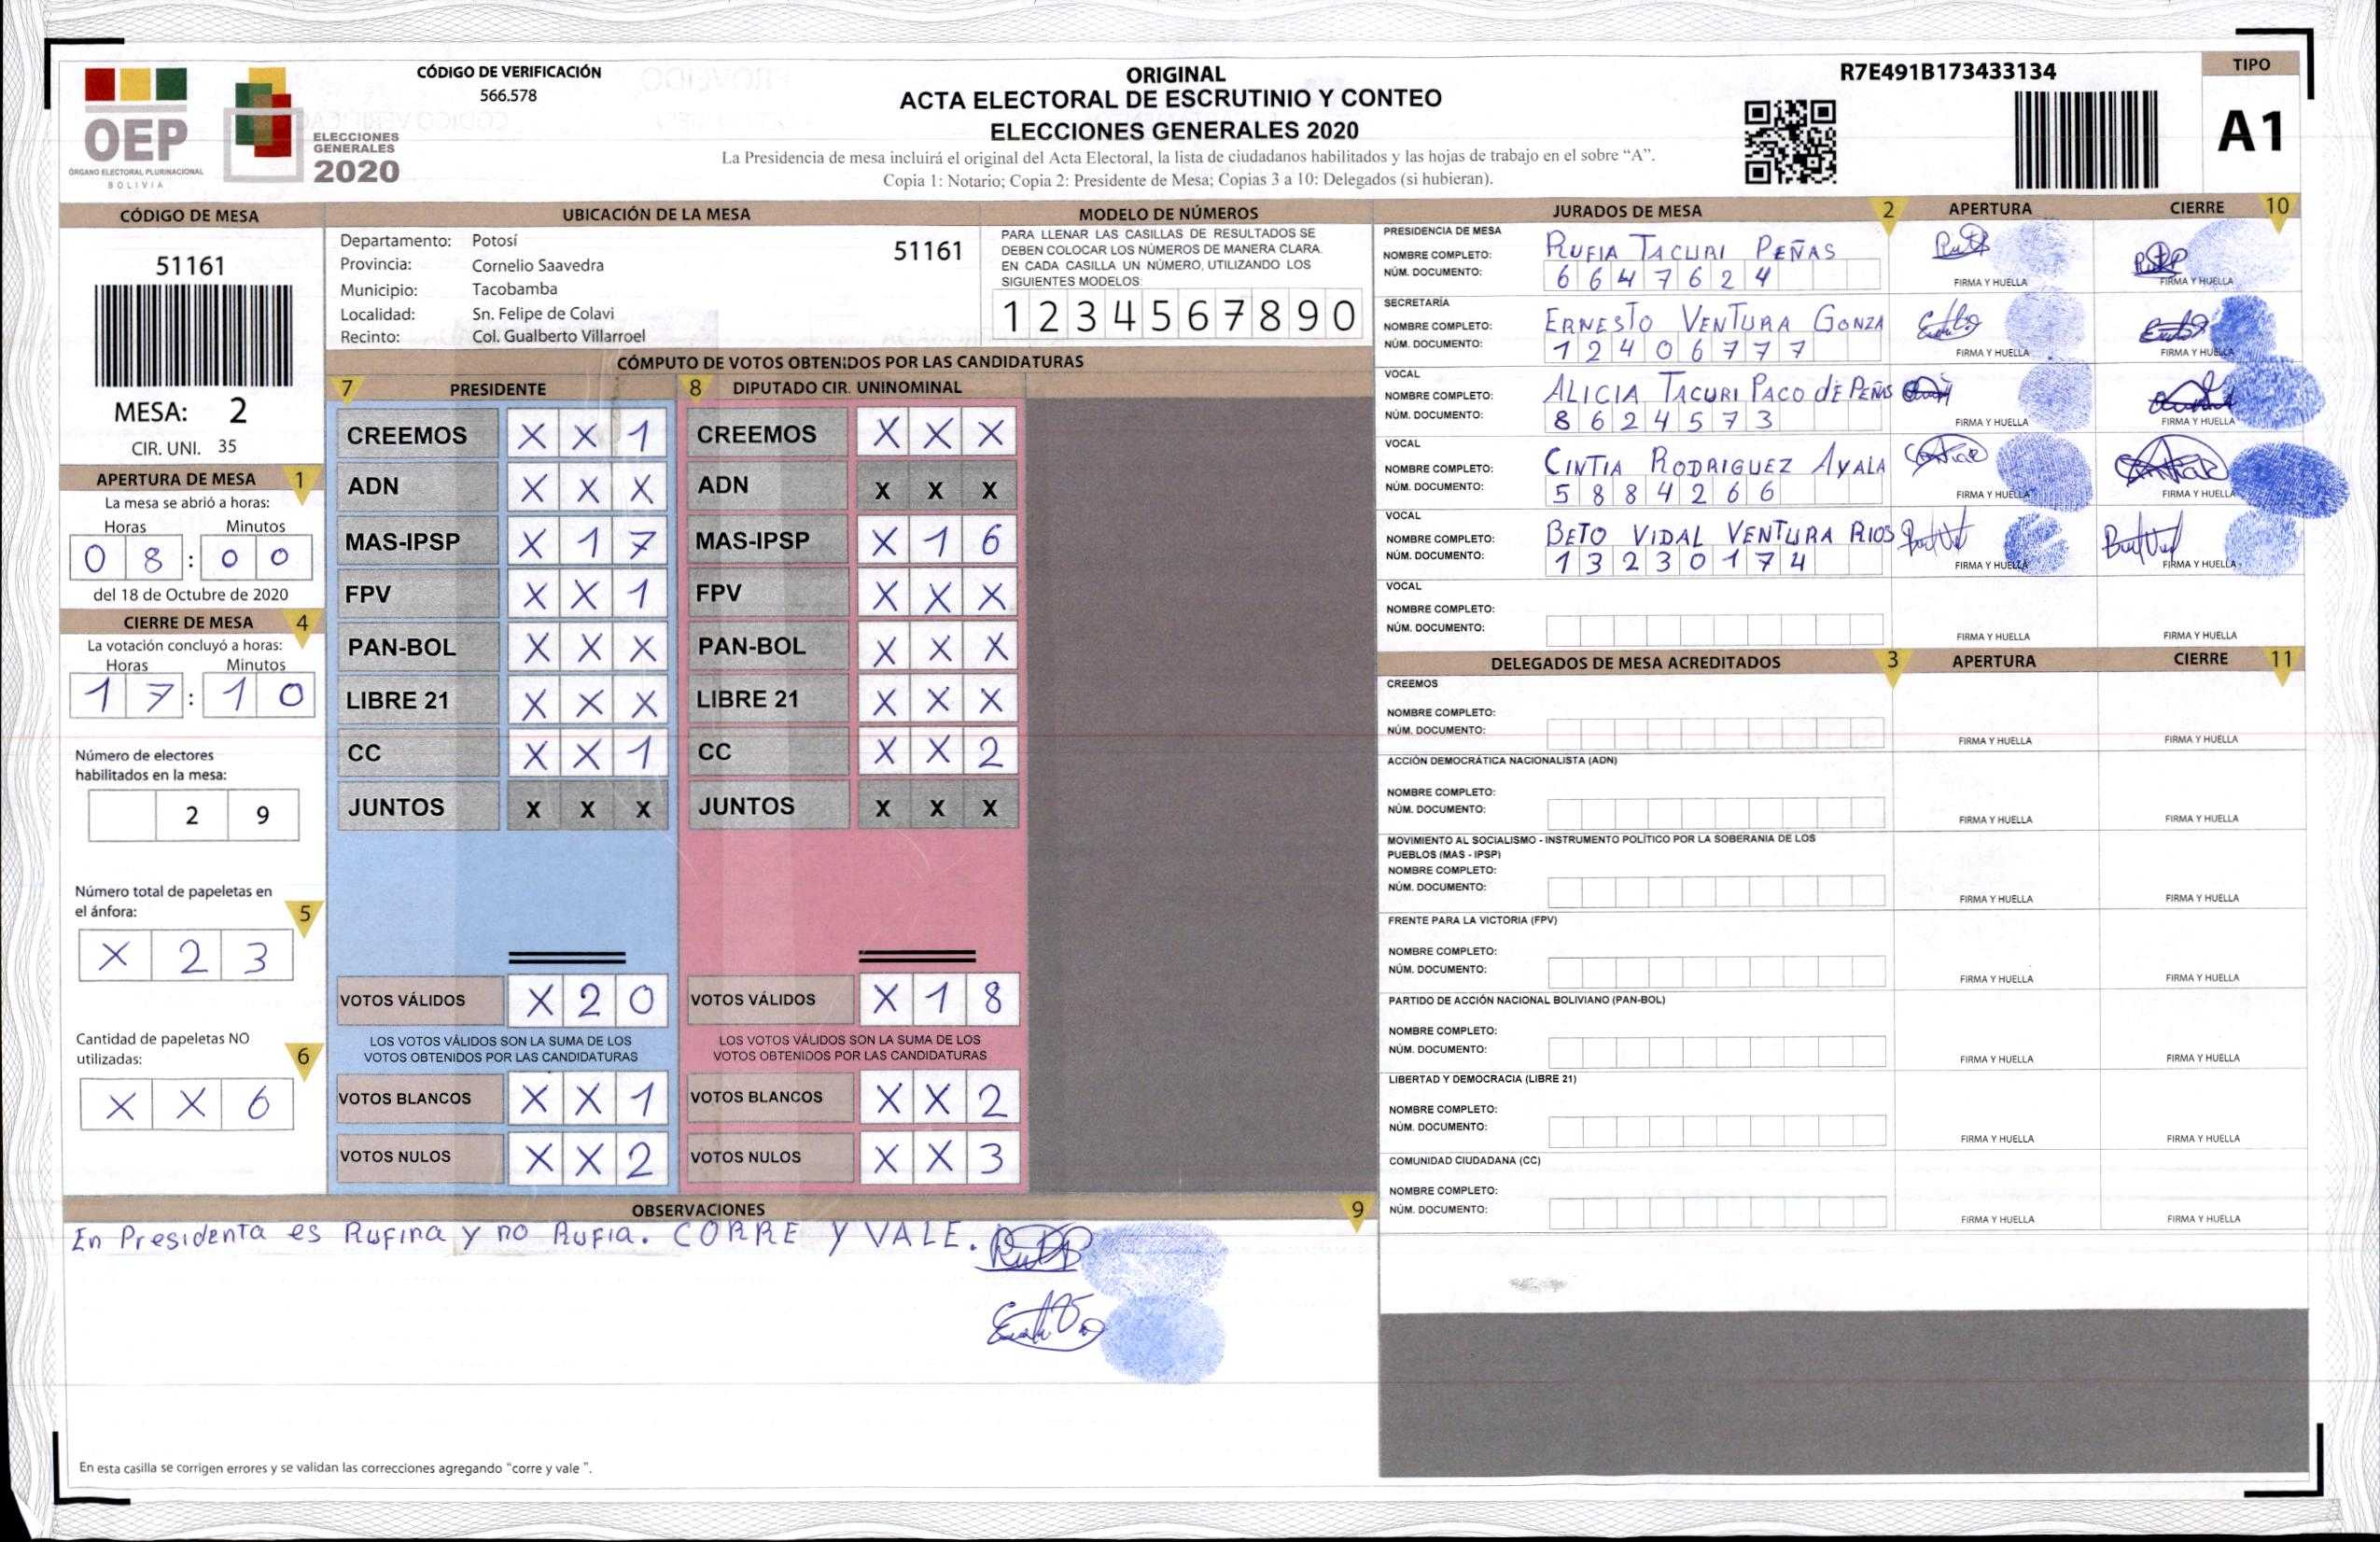 CÓDIGO DE VERIFICACIÓN
566.578
OEP
ÓRGANO ELECTORAL PLURINACIONAL
BOLIVIA
ELECCIONES
GENERALES
2020
ORIGINAL
ACTA ELECTORAL DE ESCRUTINIO Y CONTEO
ELECCIONES GENERALES 2020
La Presidencia de mesa incluirá el original del Acta Electoral, la lista de ciudadanos habilitados y las hojas de trabajo en el sobre “A”.
Copia 1: Notario; Copia 2: Presidente de Mesa; Copias 3 a 10: Delegados (si hubieran).
R7E491B173433134
TIPO
A1
CÓDIGO DE MESA
51161
MESA: 2
CIR. UNI. 35
UBICACIÓN DE LA MESA
Departamento: Potosí
51161
Provincia: Cornelio Saavedra
Municipio: Tacobamba
Localidad: Sn. Felipe de Colavi
Recinto: Col. Gualberto Villarroel
MODELO DE NÚMEROS
PARA LLENAR LAS CASILLAS DE RESULTADOS SE
DEBEN COLOCAR LOS NÚMEROS DE MANERA CLARA.
EN CADA CASILLA UN NÚMERO, UTILIZANDO LOS
SIGUIENTES MODELOS:
1 2 3 4 5 6 7 8 9 0
APERTURA DE MESA 1
La mesa se abrió a horas:
Horas Minutos
0 8 : 0 0
del 18 de Octubre de 2020
CIERRE DE MESA 4
La votación concluyó a horas:
Horas Minutos
1 7 : 1 0
Número de electores
habilitados en la mesa:
2 9
Número total de papeletas en
el ánfora: 5
X 2 3
Cantidad de papeletas NO
utilizadas: 6
X X 6
CÓMPUTO DE VOTOS OBTENIDOS POR LAS CANDIDATURAS
7 PRESIDENTE
CREEMOS X X 1
ADN X X X
MAS-IPSP X 1 7
FPV X X 1
PAN-BOL X X X
LIBRE 21 X X X
CC X X 1
JUNTOS X X X
VOTOS VÁLIDOS X 2 0
LOS VOTOS VÁLIDOS SON LA SUMA DE LOS
VOTOS OBTENIDOS POR LAS CANDIDATURAS
VOTOS BLANCOS X X 1
VOTOS NULOS X X 2
8 DIPUTADO CIR. UNINOMINAL
CREEMOS X X X
ADN X X X
MAS-IPSP X 1 6
FPV X X X
PAN-BOL X X X
LIBRE 21 X X X
CC X X 2
JUNTOS X X X
VOTOS VÁLIDOS X 1 8
LOS VOTOS VÁLIDOS SON LA SUMA DE LOS
VOTOS OBTENIDOS POR LAS CANDIDATURAS
VOTOS BLANCOS X X 2
VOTOS NULOS X X 3
OBSERVACIONES 9
En Presidenta es Rufina y no Rufia. CORRE Y VALE.
En esta casilla se corrigen errores y se validan las correcciones agregando “corre y vale ”.
JURADOS DE MESA 2 APERTURA CIERRE 10
PRESIDENCIA DE MESA
NOMBRE COMPLETO: RUFIA TACURI PEÑAS
NÚM. DOCUMENTO: 6 6 4 7 6 2 4
FIRMA Y HUELLA FIRMA Y HUELLA
SECRETARÍA
NOMBRE COMPLETO: ERNESTO VENTURA GONZA
NÚM. DOCUMENTO: 1 2 4 0 6 7 7 7
FIRMA Y HUELLA FIRMA Y HUELLA
VOCAL
NOMBRE COMPLETO: ALICIA TACURI PACO dE PEÑAS
NÚM. DOCUMENTO: 8 6 2 4 5 7 3
FIRMA Y HUELLA FIRMA Y HUELLA
VOCAL
NOMBRE COMPLETO: CINTIA RODRIGUEZ AYALA
NÚM. DOCUMENTO: 5 8 8 4 2 6 6
FIRMA Y HUELLA FIRMA Y HUELLA
VOCAL
NOMBRE COMPLETO: BETO VIDAL VENTURA RIOS
NÚM. DOCUMENTO: 1 3 2 3 0 1 7 4
FIRMA Y HUELLA FIRMA Y HUELLA
VOCAL
NOMBRE COMPLETO:
NÚM. DOCUMENTO:
FIRMA Y HUELLA FIRMA Y HUELLA
DELEGADOS DE MESA ACREDITADOS 3 APERTURA CIERRE 11
CREEMOS
NOMBRE COMPLETO:
NÚM. DOCUMENTO:
FIRMA Y HUELLA FIRMA Y HUELLA
ACCIÓN DEMOCRÁTICA NACIONALISTA (ADN)
NOMBRE COMPLETO:
NÚM. DOCUMENTO:
FIRMA Y HUELLA FIRMA Y HUELLA
MOVIMIENTO AL SOCIALISMO - INSTRUMENTO POLÍTICO POR LA SOBERANIA DE LOS
PUEBLOS (MAS - IPSP)
NOMBRE COMPLETO:
NÚM. DOCUMENTO:
FIRMA Y HUELLA FIRMA Y HUELLA
FRENTE PARA LA VICTORIA (FPV)
NOMBRE COMPLETO:
NÚM. DOCUMENTO:
FIRMA Y HUELLA FIRMA Y HUELLA
PARTIDO DE ACCIÓN NACIONAL BOLIVIANO (PAN-BOL)
NOMBRE COMPLETO:
NÚM. DOCUMENTO:
FIRMA Y HUELLA FIRMA Y HUELLA
LIBERTAD Y DEMOCRACIA (LIBRE 21)
NOMBRE COMPLETO:
NÚM. DOCUMENTO:
FIRMA Y HUELLA FIRMA Y HUELLA
COMUNIDAD CIUDADANA (CC)
NOMBRE COMPLETO:
NÚM. DOCUMENTO:
FIRMA Y HUELLA FIRMA Y HUELLA